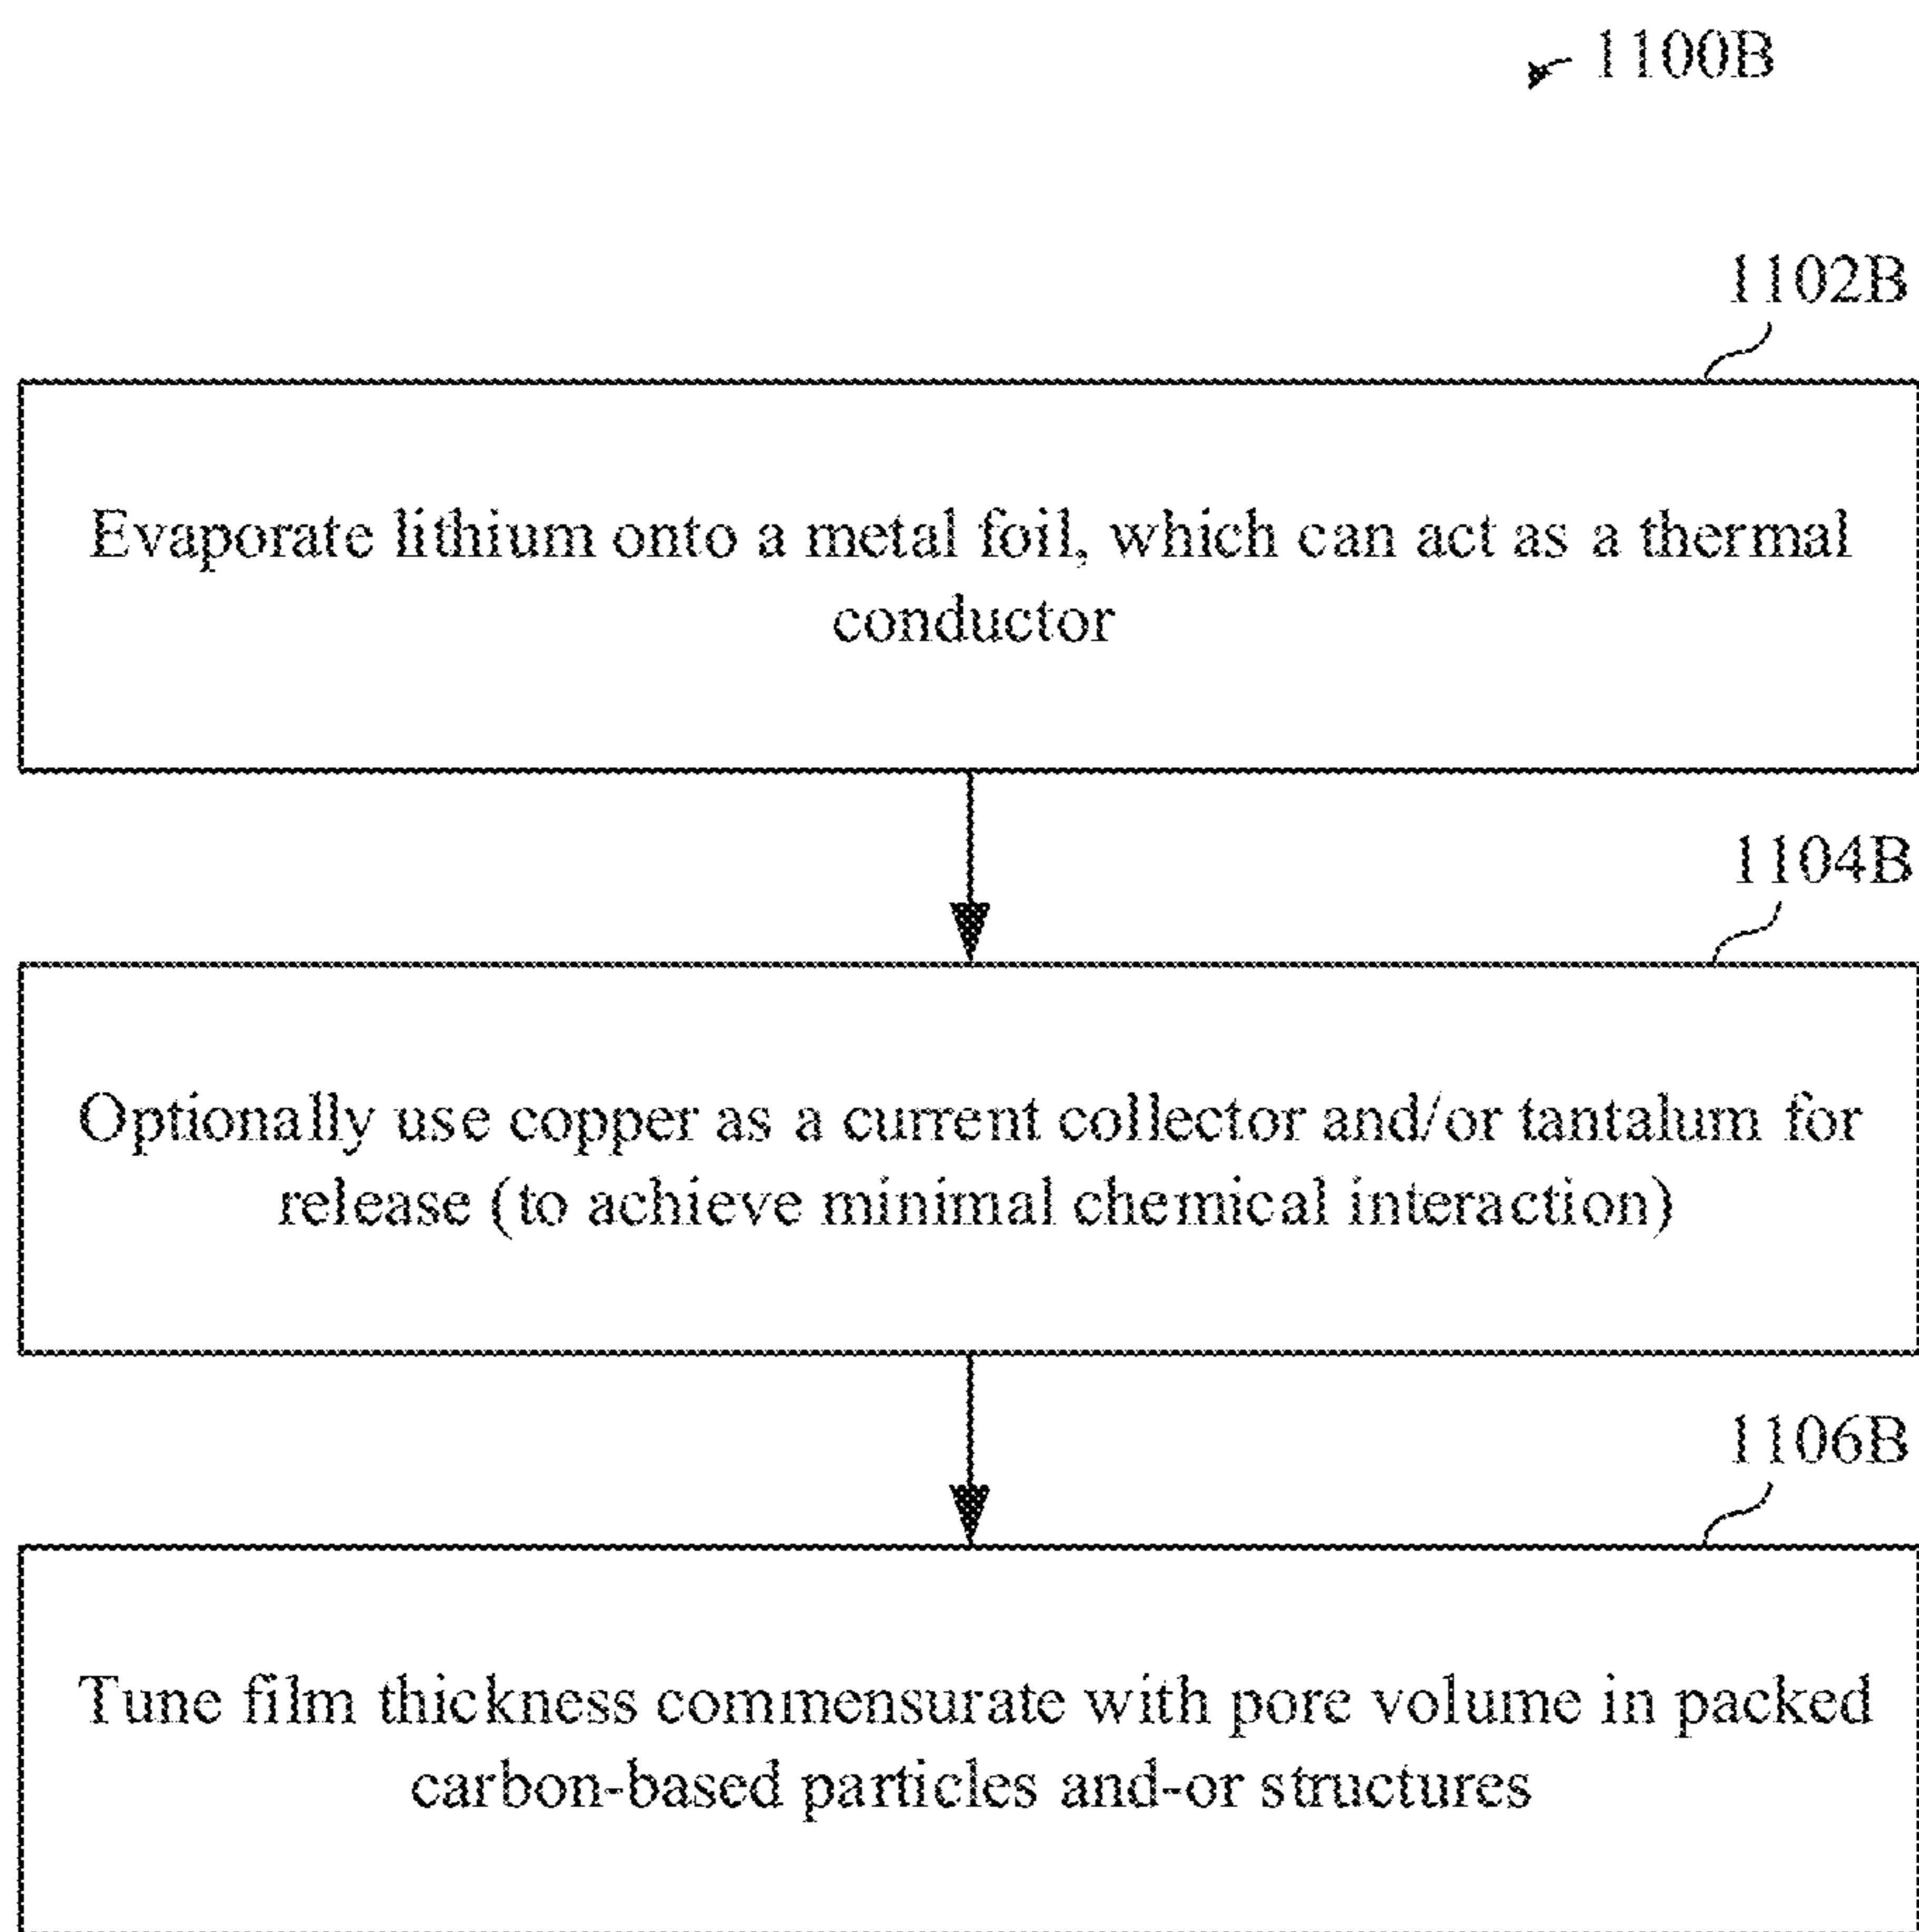 1100B
1102B
Evaporate lithium onto a metal foil, which can act as a thermal
conductor
1104B
Optionally use copper as a current collector and/or tantalum for
release (to achieve minimal chemical interaction)
1106B
Tune film thickness commensurate with pore volume in packed
carbon-based particles and-or structures